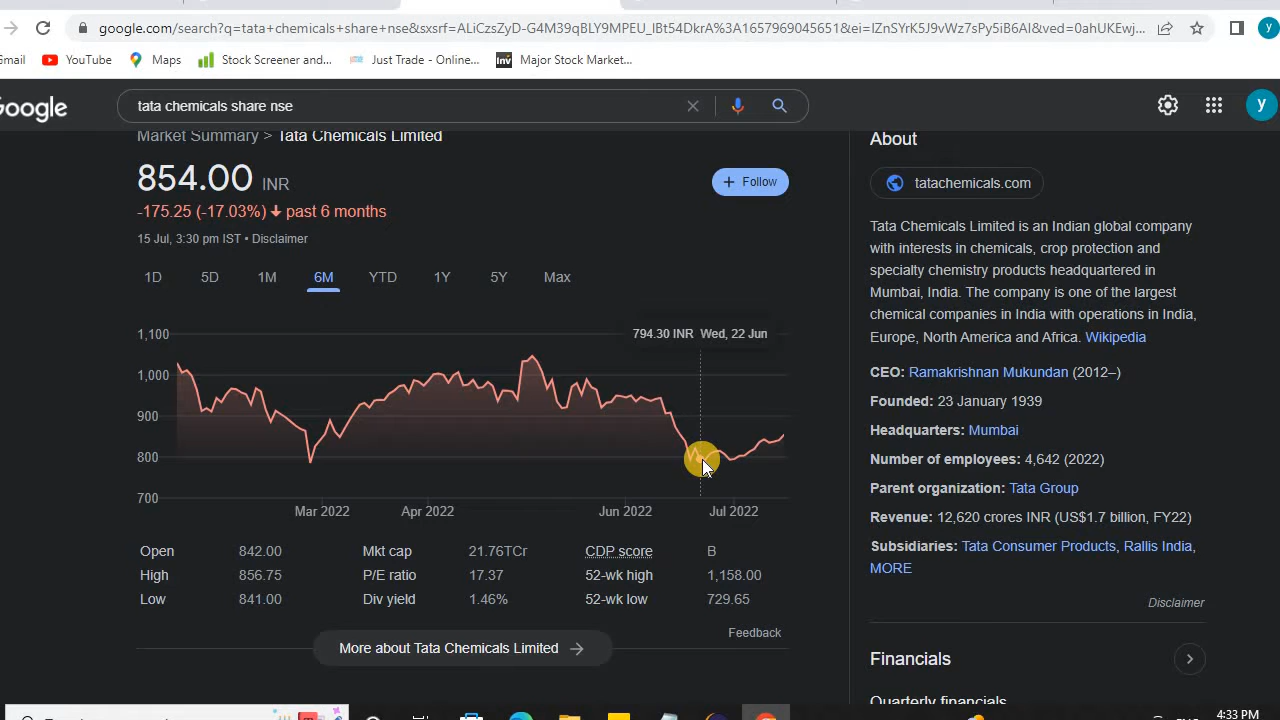 google.com/search?q=tata+chemicals+share+nse&sxsrf=ALiCzsZyD-G4M39qBLY9MPEU_lBt54DkrA%3A1657969045651&ei=lZnSYrK5J9vWz7sPy5iB6Al&ved=0ahUKEwj...
y
Gmail YouTube Maps Stock Screener and... Just Trade - Online... Inv Major Stock Market...
Google tata chemicals share nse y
Market Summary > Tata Chemicals Limited
854.00 INR
+ Follow
-175.25 (-17.03%) past 6 months
15 Jul, 3:30 pm IST • Disclaimer
1D 5D 1M 6M YTD 1Y 5Y Max
794.30 INR Wed, 22 Jun
1,100
1,000
900
800
700
Mar 2022 Apr 2022 Jun 2022 Jul 2022
Open 842.00 Mkt cap 21.76TCr CDP score B
High 856.75 P/E ratio 17.37 52-wk high 1,158.00
Low 841.00 Div yield 1.46% 52-wk low 729.65
Feedback
More about Tata Chemicals Limited
About
tatachemicals.com
Tata Chemicals Limited is an Indian global company
with interests in chemicals, crop protection and
specialty chemistry products headquartered in
Mumbai, India. The company is one of the largest
chemical companies in India with operations in India,
Europe, North America and Africa. Wikipedia
CEO: Ramakrishnan Mukundan (2012–)
Founded: 23 January 1939
Headquarters: Mumbai
Number of employees: 4,642 (2022)
Parent organization: Tata Group
Revenue: 12,620 crores INR (US$1.7 billion, FY22)
Subsidiaries: Tata Consumer Products, Rallis India,
MORE
Disclaimer
Financials
Quarterly financials
4:33 PM